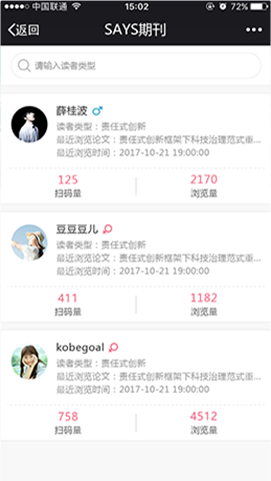 中国联通 15:02 72%
返回 SAYS期刊
请输入读者类型
薛桂波
读者类型：责任式创新
最近浏览论文：责任式创新框架下科技治理范式重...
最近浏览时间：2017-10-21 19:00:00
125 2170
扫码量 浏览量
豆豆豆儿
读者类型：责任式创新
最近浏览论文：责任式创新框架下科技治理范式重...
最近浏览时间：2017-10-21 19:00:00
411 1182
扫码量 浏览量
kobegoal
读者类型：责任式创新
最近浏览论文：责任式创新框架下科技治理范式重...
最近浏览时间：2017-10-21 19:00:00
758 4512
扫码量 浏览量